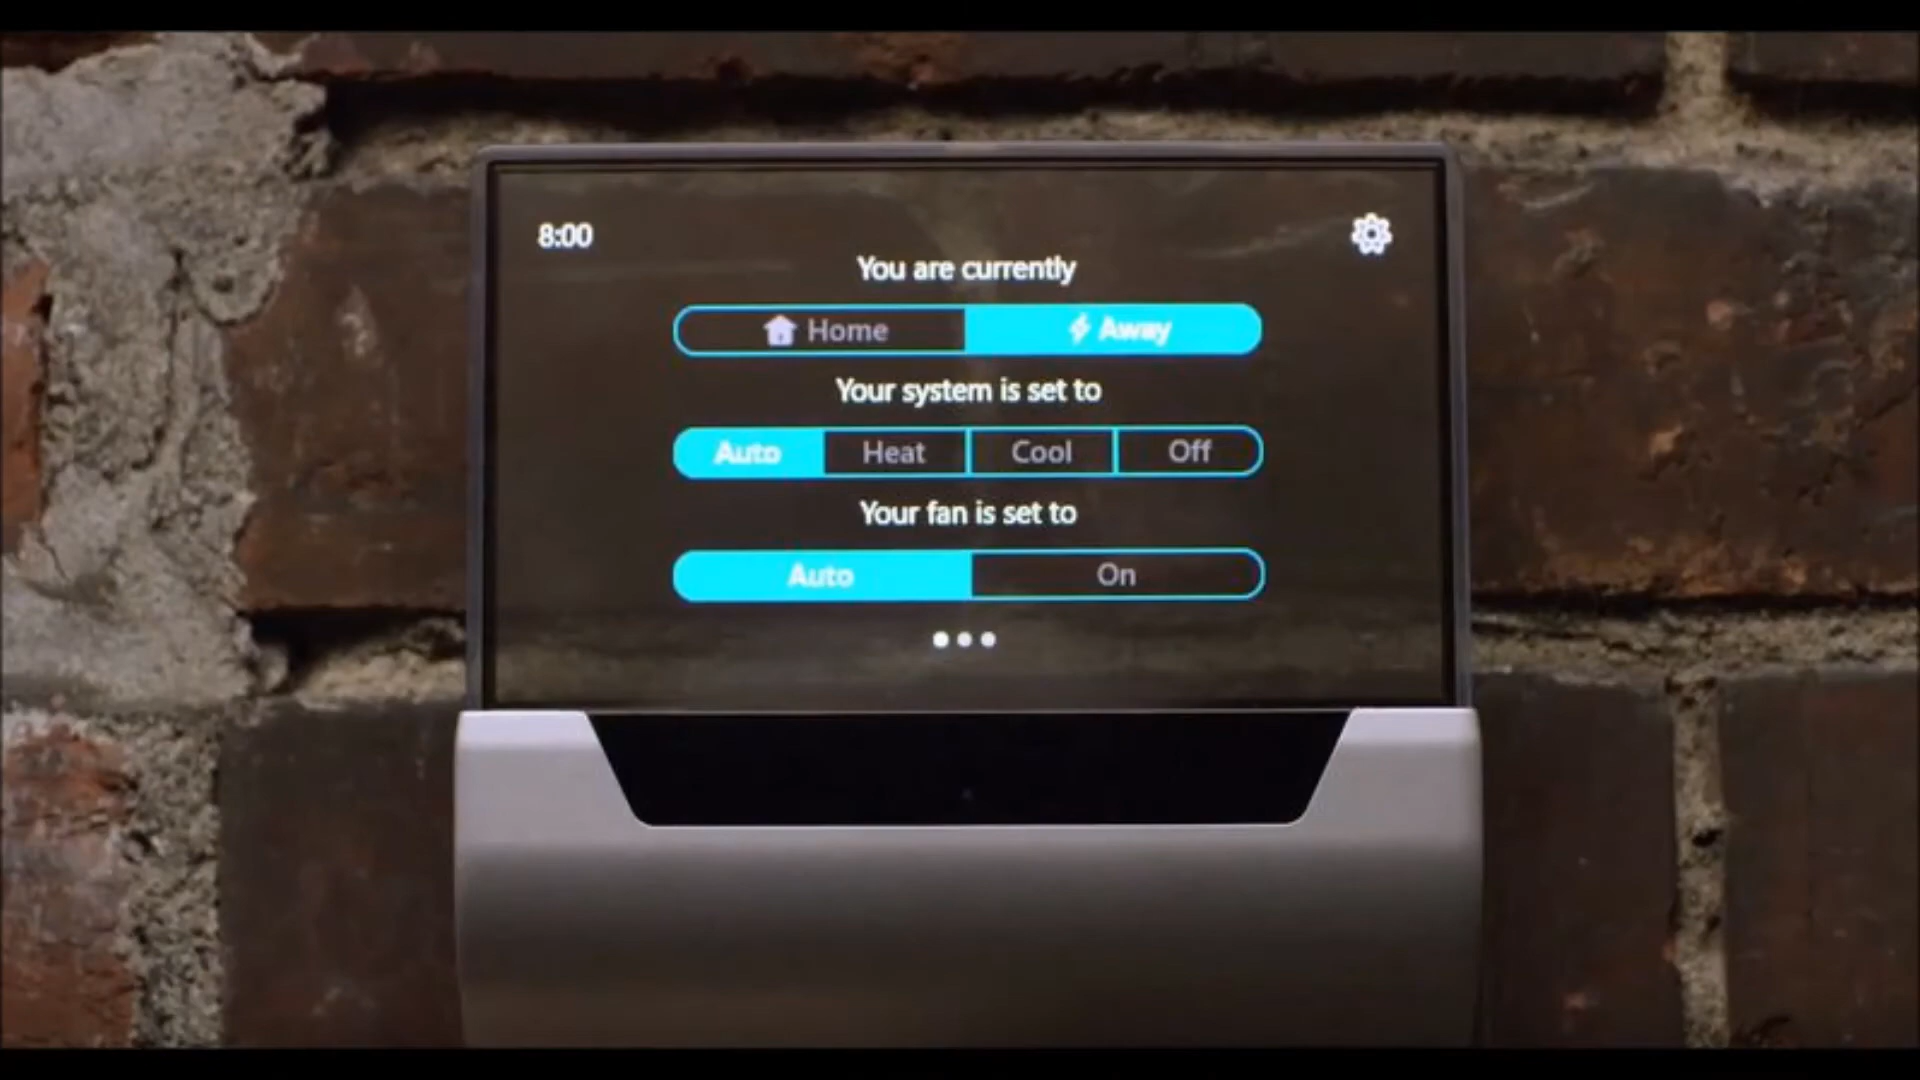 8:00
You are currently
Home Away
Your system is set to
Auto Heat Cool Off
Your fan is set to
Auto On